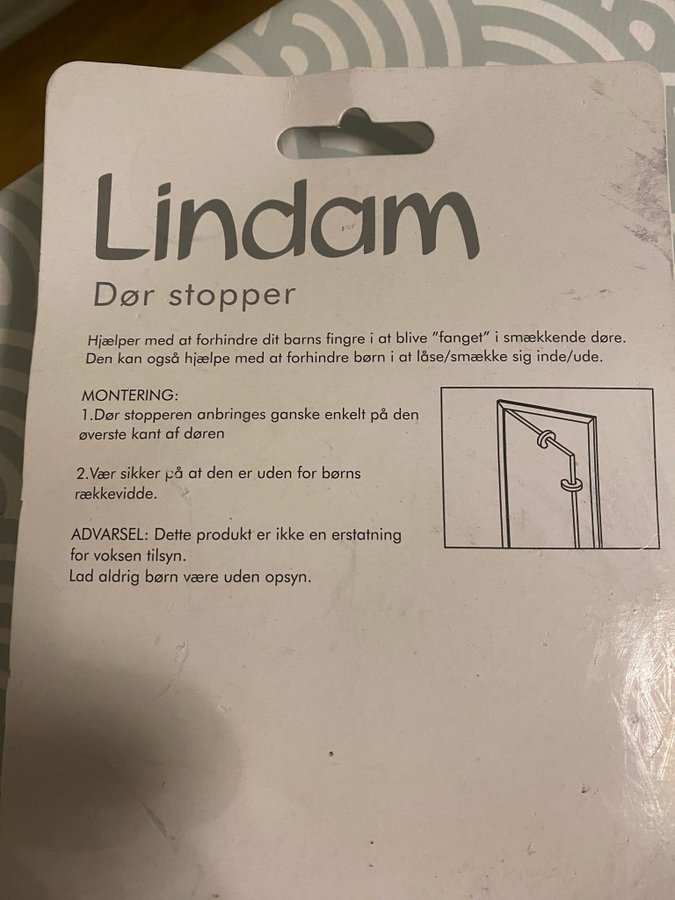 Lindam
Dør stopper
Hjælper med at forhindre dit barns fingre i at blive "fanget" i smækkende døre.
Den kan også hjælpe med at forhindre børn i at låse/smække sig inde/ude.
MONTERING:
1.Dør stopperen anbringes ganske enkelt på den
øverste kant af døren
2.Vær sikker på at den er uden for børns
rækkevidde.
ADVARSEL: Dette produkt er ikke en erstatning
for voksen tilsyn.
Lad aldrig børn være uden opsyn.